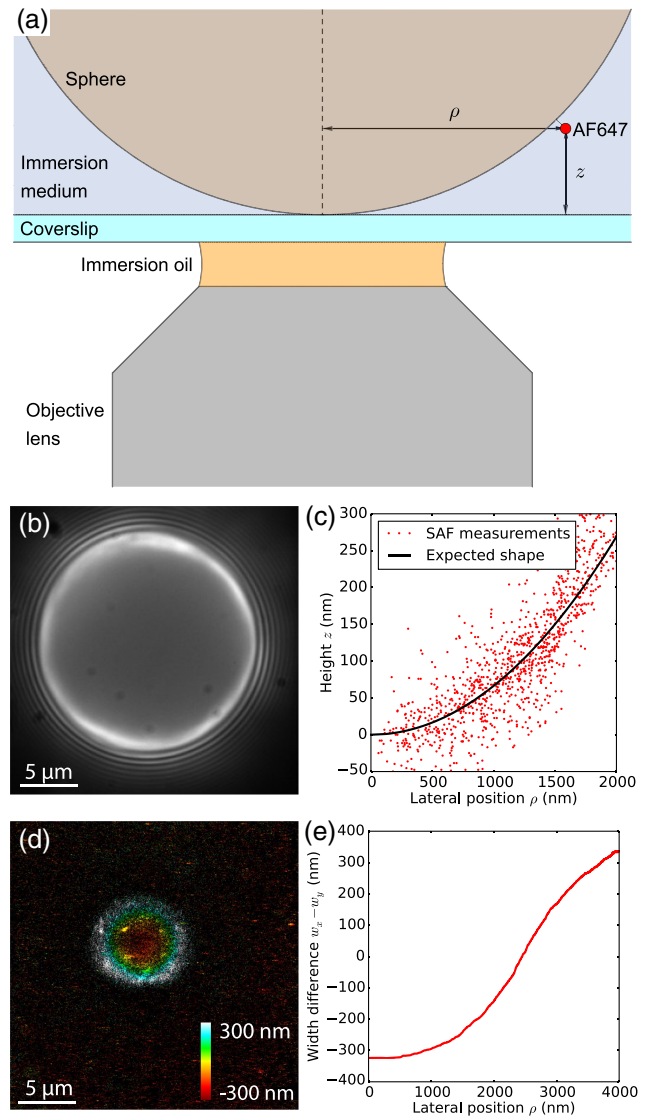 (a)
Sphere
ρ
AF647
z
Immersion
medium
Coverslip
Immersion oil
Objective
lens
(b)
5 μm
(c)
SAF measurements
Expected shape
Height z (nm)
300
250
200
150
100
50
0
−50
0 500 1000 1500 2000
Lateral position ρ (nm)
(d)
5 μm
300 nm
-300 nm
(e)
Width difference wx − wy (nm)
400
300
200
100
0
−100
−200
−300
−400
0 1000 2000 3000 4000
Lateral position ρ (nm)